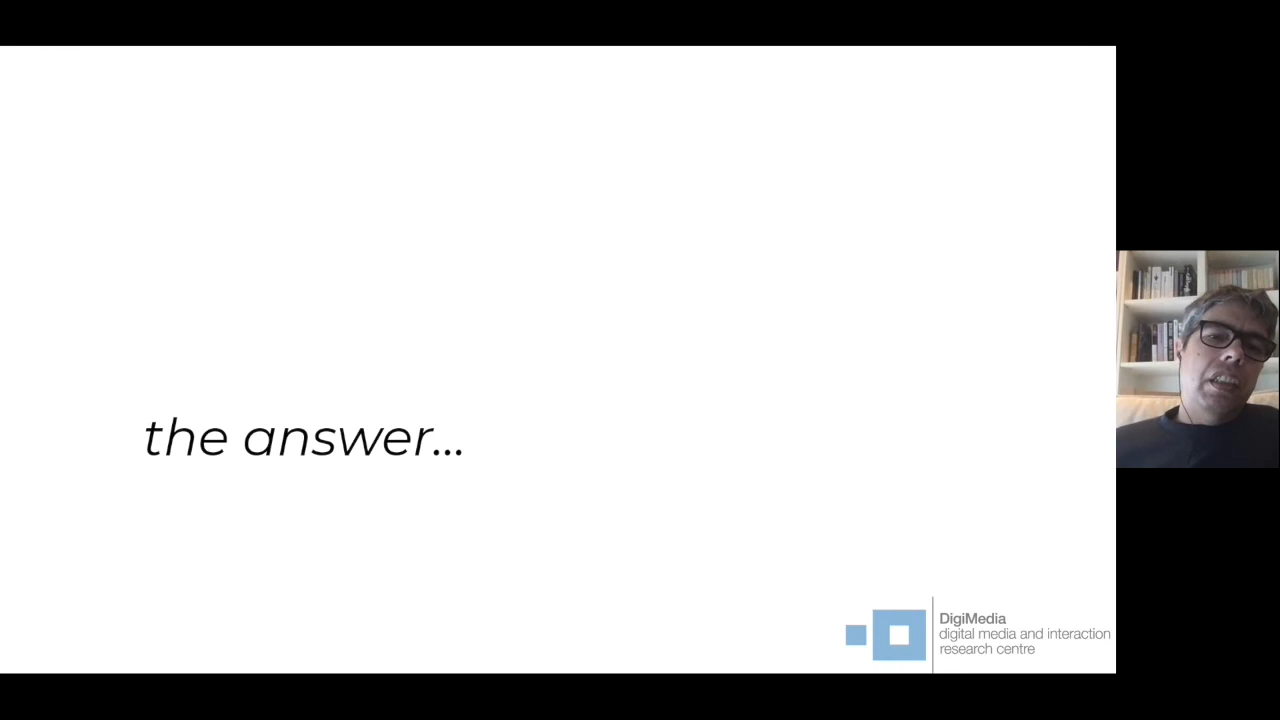 the answer...
DigiMedia
digital media and interaction
research centre